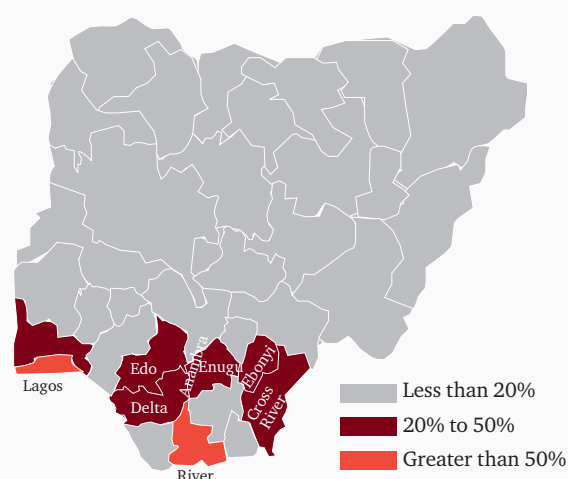 Anambra
Edo
Enugu
Ebonyi
Lagos
Delta
Cross
River
River
Less than 20%
20% to 50%
Greater than 50%